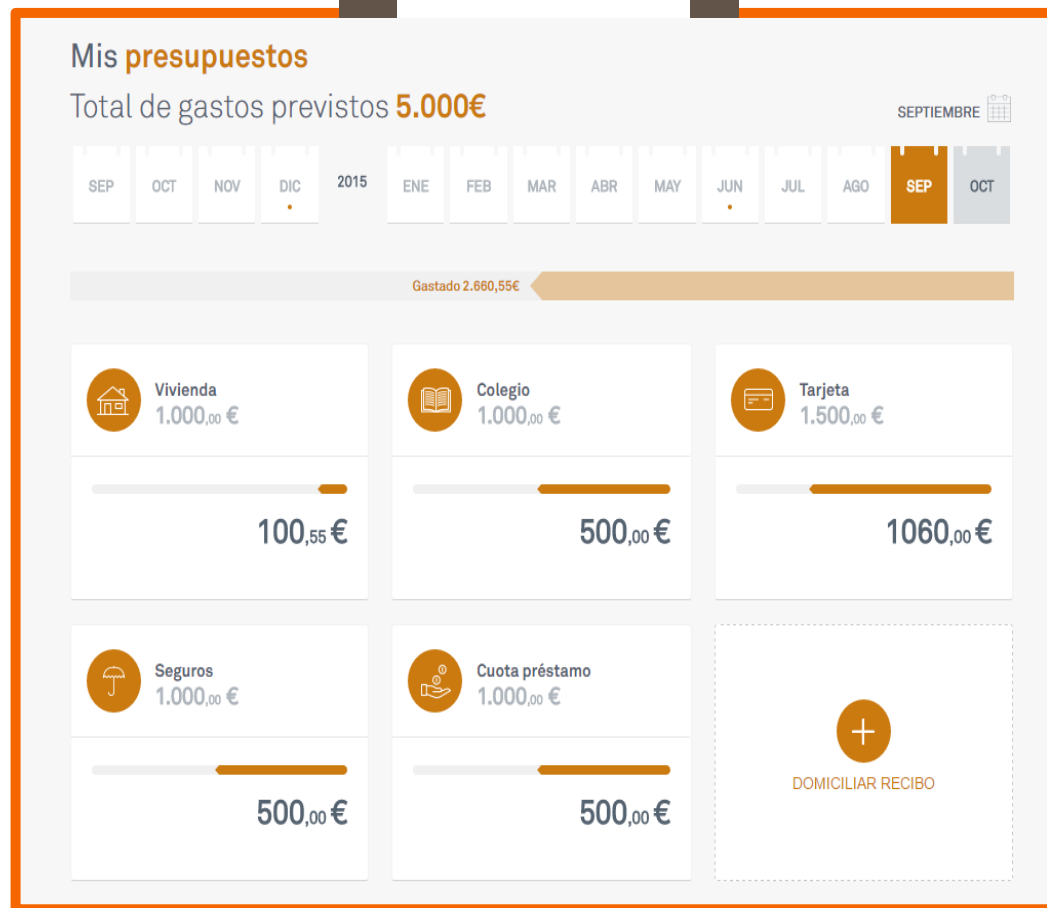 Mis presupuestos
Total de gastos previstos 5.000€
SEPTIEMBRE
SEP OCT NOV DIC 2015 ENE FEB MAR ABR MAY JUN JUL AGO SEP OCT
Gastado 2.660,55€
Vivienda
1.000,00 €
100,55 €
Colegio
1.000,00 €
500,00 €
Tarjeta
1.500,00 €
1060,00 €
Seguros
1.000,00 €
500,00 €
Cuota préstamo
1.000,00 €
500,00 €
DOMICILIAR RECIBO